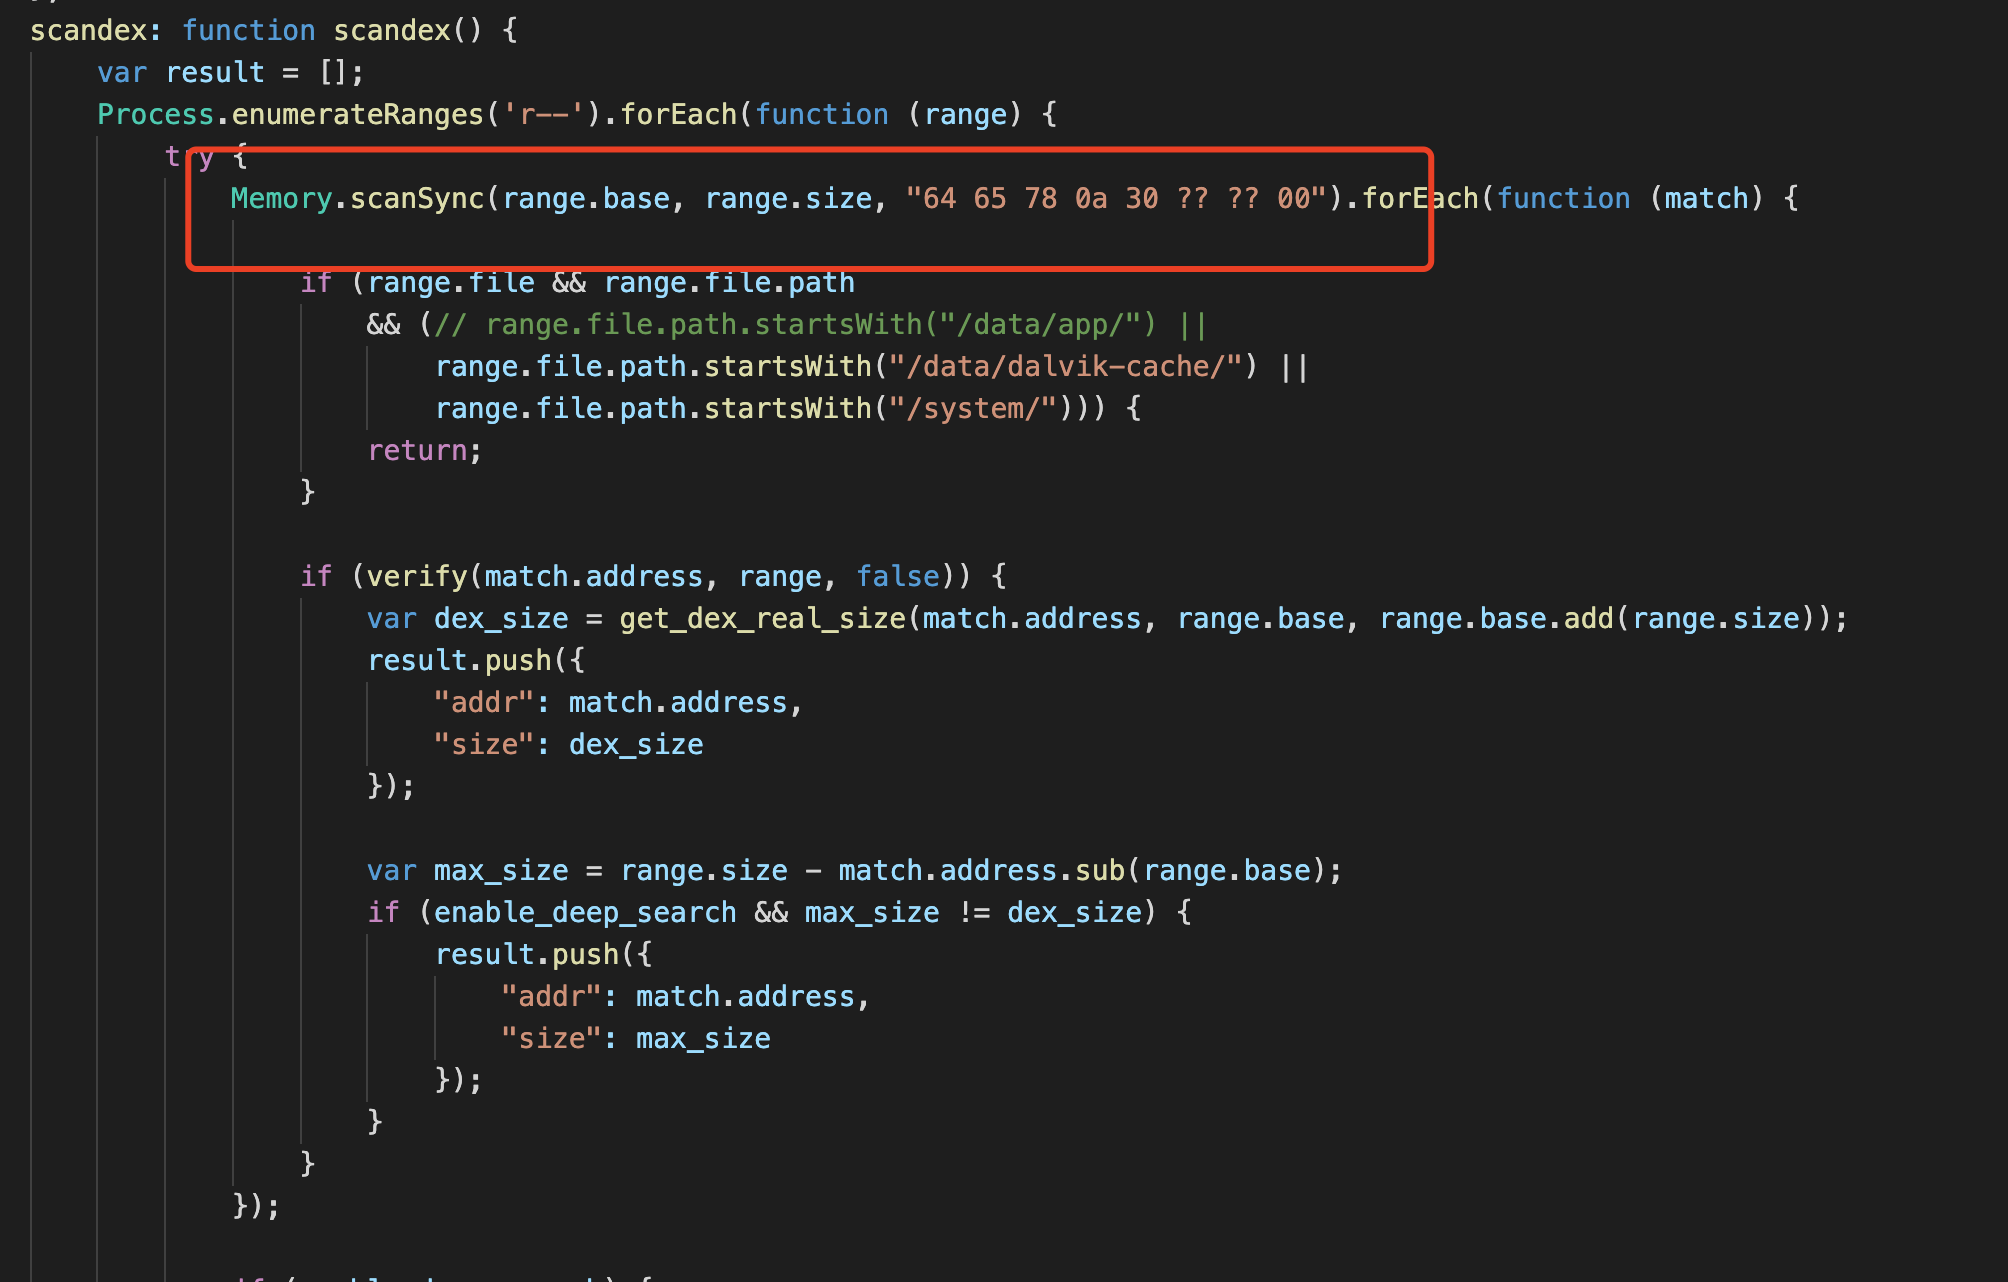 scandex: function scandex() {
var result = [];
Process.enumerateRanges('r--').forEach(function (range) {
try {
Memory.scanSync(range.base, range.size, "64 65 78 0a 30 ?? ?? 00").forEach(function (match) {
if (range.file && range.file.path
&& (// range.file.path.startsWith("/data/app/") ||
range.file.path.startsWith("/data/dalvik-cache/") ||
range.file.path.startsWith("/system/"))) {
return;
}
if (verify(match.address, range, false)) {
var dex_size = get_dex_real_size(match.address, range.base, range.base.add(range.size));
result.push({
"addr": match.address,
"size": dex_size
});
var max_size = range.size - match.address.sub(range.base);
if (enable_deep_search && max_size != dex_size) {
result.push({
"addr": match.address,
"size": max_size
});
}
}
});